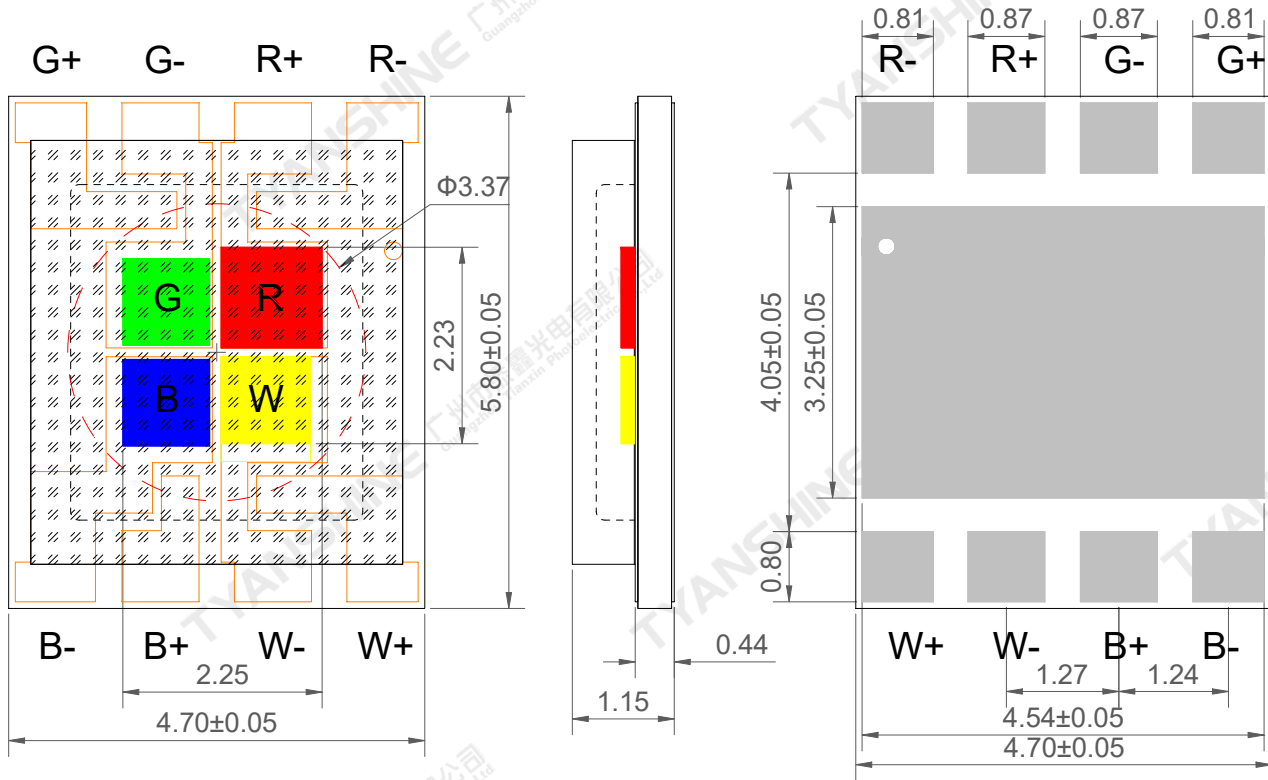 G+ G- R+ R-
Φ3.37
G R
B W
2.23
5.80±0.05
B- B+ W- W+
2.25
4.70±0.05
0.44
1.15
0.81 0.87 0.87 0.81
R- R+ G- G+
4.05±0.05
3.25±0.05
0.80
W+ W- B+ B-
1.27 1.24
4.54±0.05
4.70±0.05
TYANSHINE
TYANSHINE
TYANSHINE
TYANSHINE